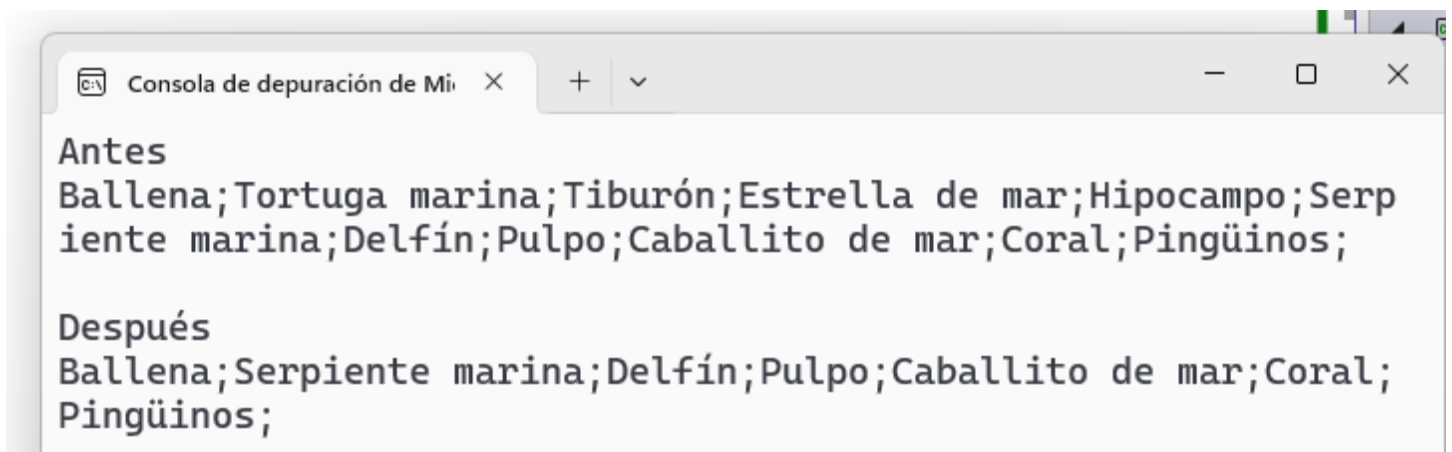 Consola de depuración de Mi
Antes
Ballena;Tortuga marina;Tiburón;Estrella de mar;Hipocampo;Serp
iente marina;Delfín;Pulpo;Caballito de mar;Coral;Pingüinos;
Después
Ballena;Serpiente marina;Delfín;Pulpo;Caballito de mar;Coral;
Pingüinos;